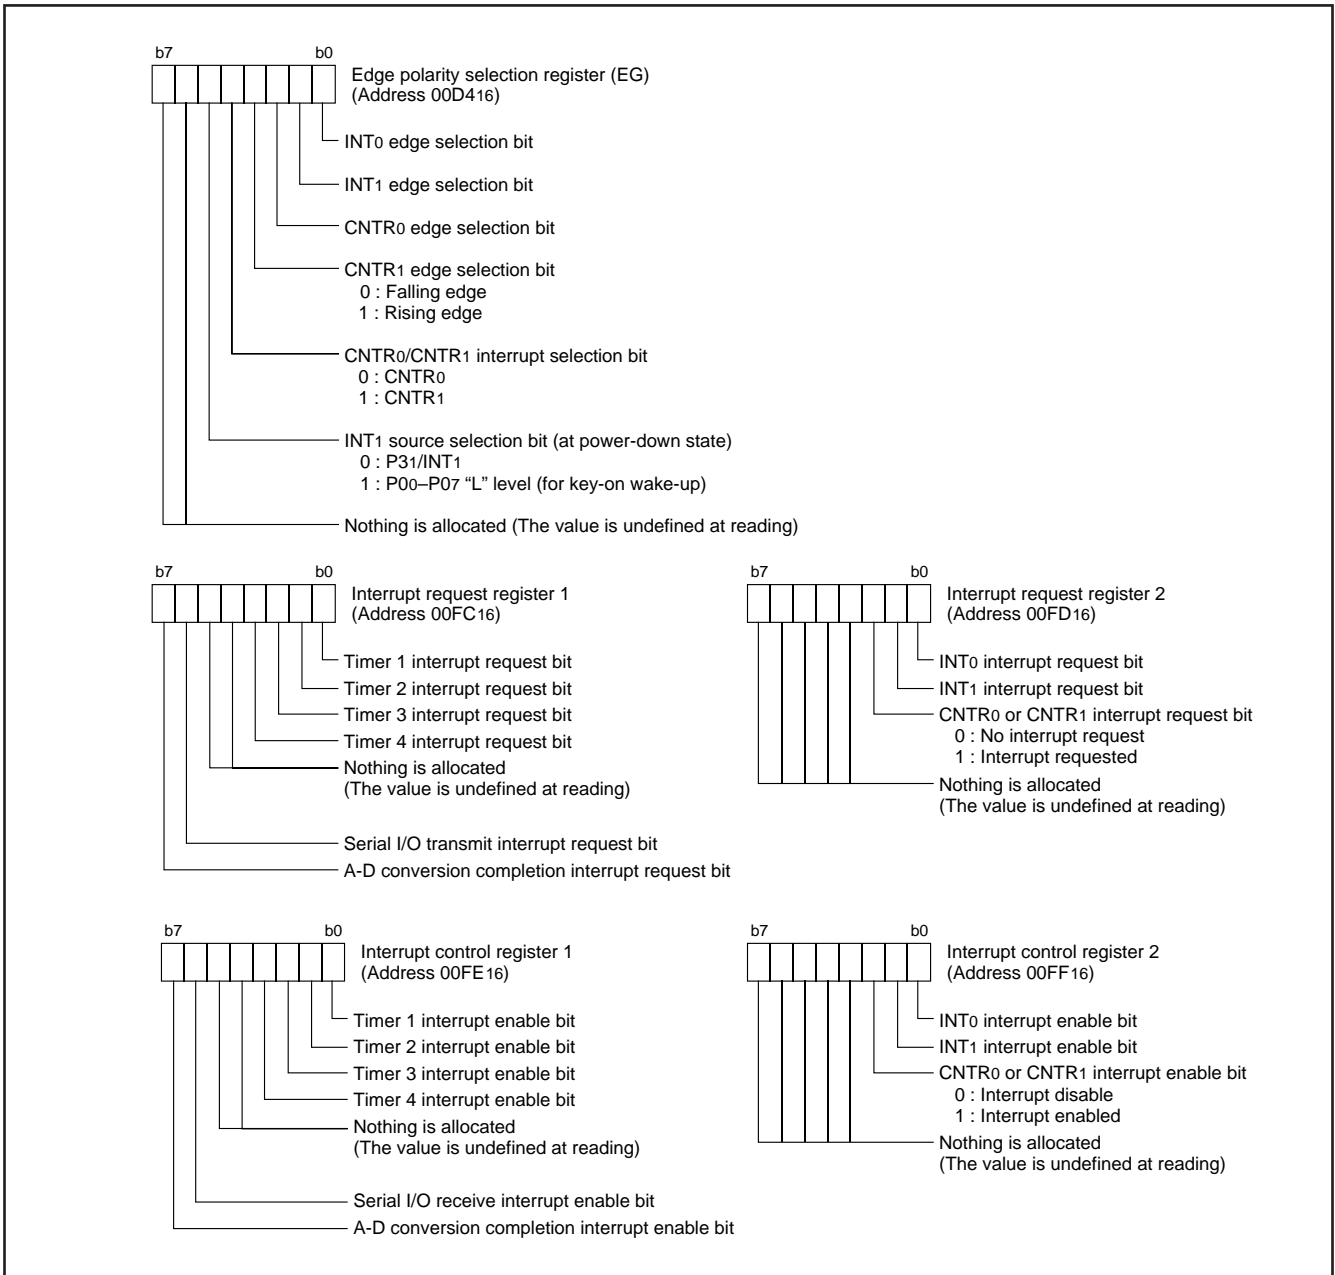 b7 b0
Edge polarity selection register (EG)
(Address 00D416)
INT0 edge selection bit
INT1 edge selection bit
CNTR0 edge selection bit
CNTR1 edge selection bit
0 : Falling edge
1 : Rising edge
CNTR0/CNTR1 interrupt selection bit
0 : CNTR0
1 : CNTR1
INT1 source selection bit (at power-down state)
0 : P31/INT1
1 : P00–P07 “L” level (for key-on wake-up)
Nothing is allocated (The value is undefined at reading)
b7 b0
Interrupt request register 1
(Address 00FC16)
Timer 1 interrupt request bit
Timer 2 interrupt request bit
Timer 3 interrupt request bit
Timer 4 interrupt request bit
Nothing is allocated
(The value is undefined at reading)
Serial I/O transmit interrupt request bit
A-D conversion completion interrupt request bit
b7 b0
Interrupt request register 2
(Address 00FD16)
INT0 interrupt request bit
INT1 interrupt request bit
CNTR0 or CNTR1 interrupt request bit
0 : No interrupt request
1 : Interrupt requested
Nothing is allocated
(The value is undefined at reading)
b7 b0
Interrupt control register 1
(Address 00FE16)
Timer 1 interrupt enable bit
Timer 2 interrupt enable bit
Timer 3 interrupt enable bit
Timer 4 interrupt enable bit
Nothing is allocated
(The value is undefined at reading)
Serial I/O receive interrupt enable bit
A-D conversion completion interrupt enable bit
b7 b0
Interrupt control register 2
(Address 00FF16)
INT0 interrupt enable bit
INT1 interrupt enable bit
CNTR0 or CNTR1 interrupt enable bit
0 : Interrupt disable
1 : Interrupt enabled
Nothing is allocated
(The value is undefined at reading)